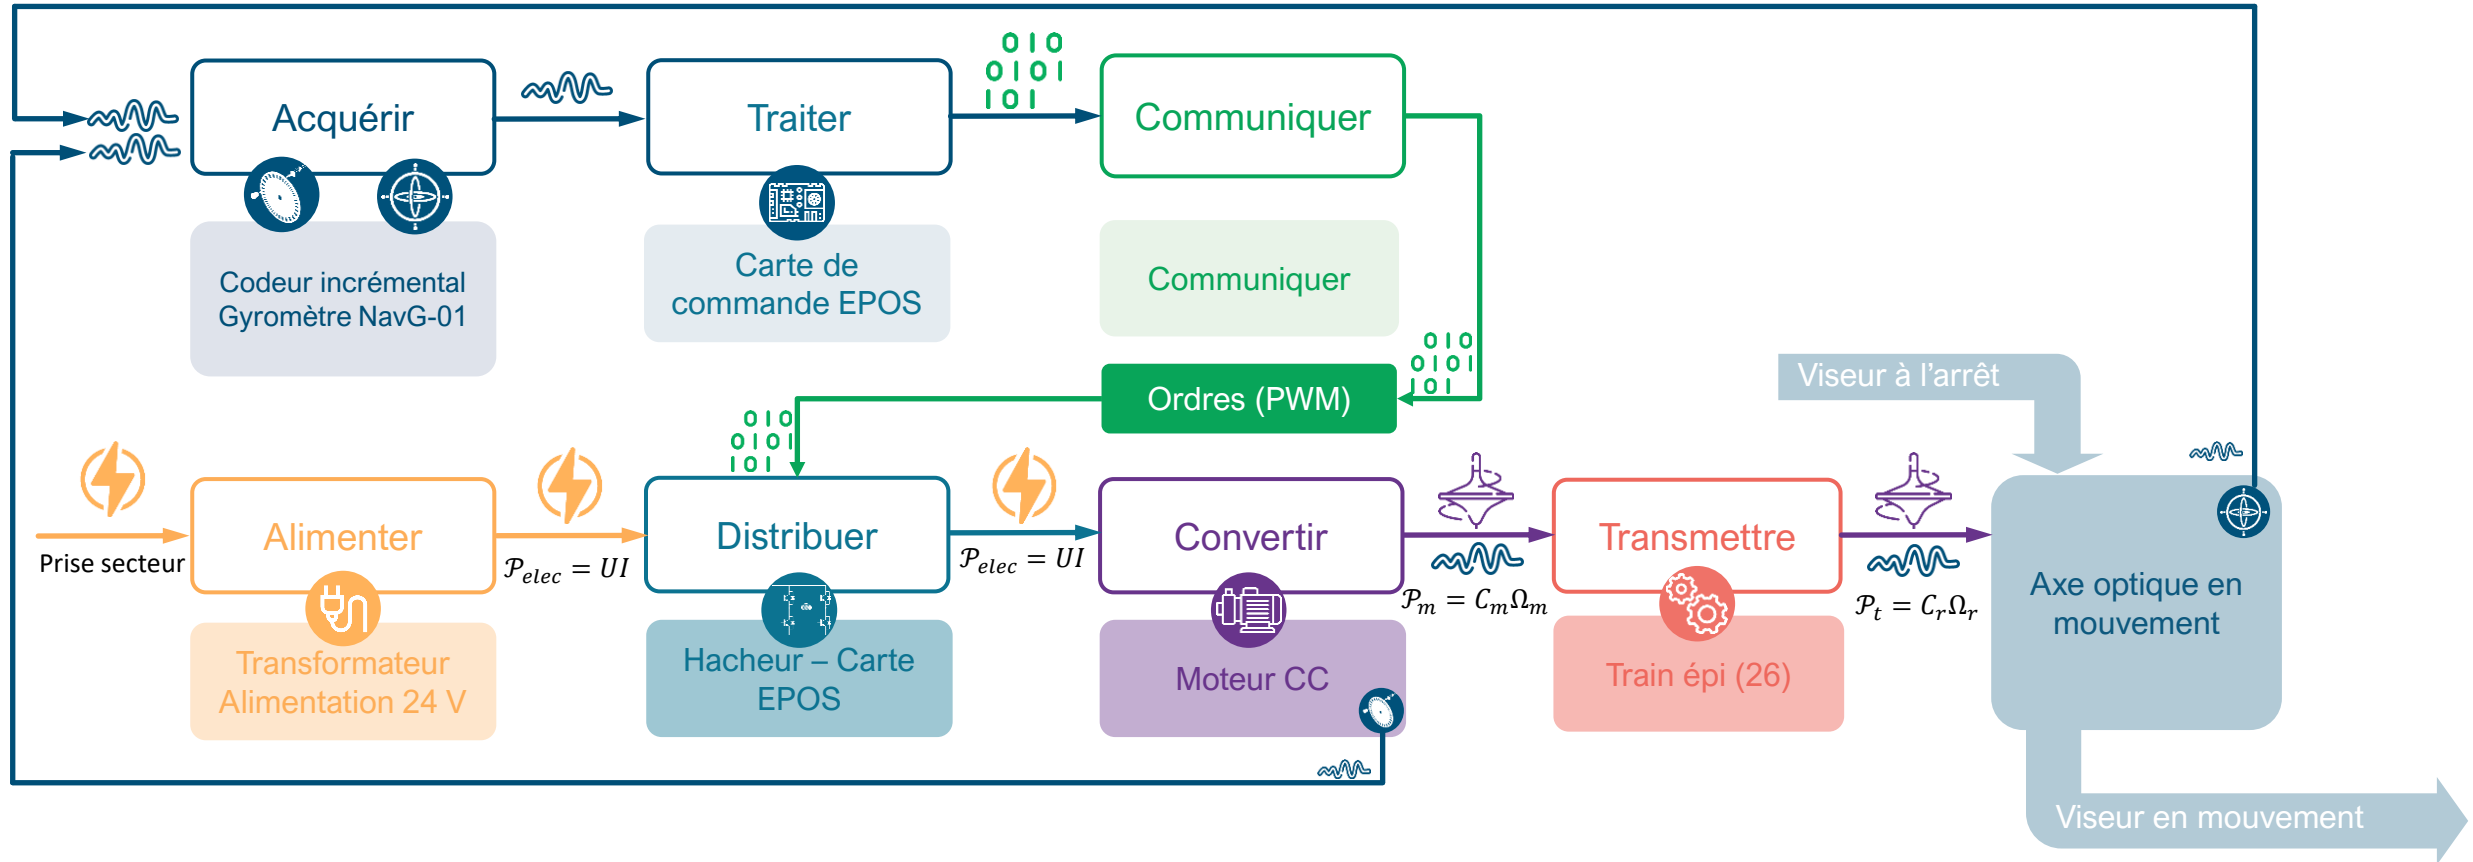 Acquérir
Traiter
Communiquer
Codeur incrémental
Gyromètre NavG-01
Carte de
commande EPOS
Communiquer
010
0101
101
010
0101
101
Ordres (PWM)
010
0101
101
Viseur à l'arrêt
Prise secteur
Alimenter
𝒫elec = UI
Distribuer
𝒫elec = UI
Convertir
𝒫m = CmΩm
Transmettre
𝒫t = CrΩr
Axe optique en
mouvement
Transformateur
Alimentation 24 V
Hacheur – Carte
EPOS
Moteur CC
Train épi (26)
Viseur en mouvement